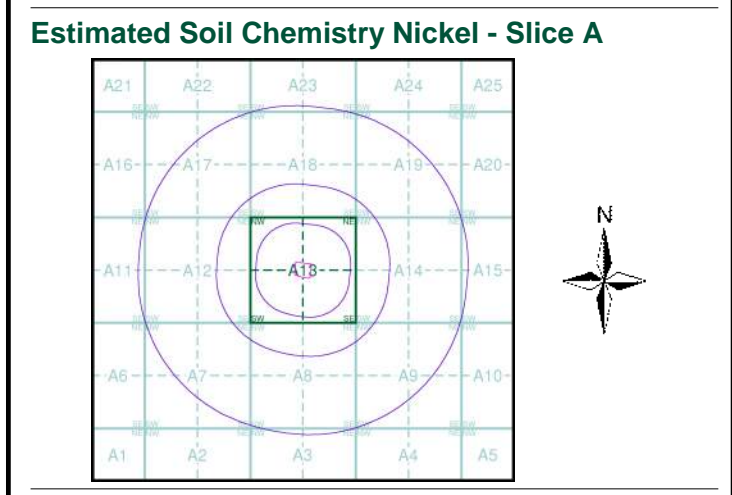 Estimated Soil Chemistry Nickel - Slice A
A21 A22 A23 A24 A25
A16 A17 A18 A19 A20
N
NW NE
A11 A12 A13 A14 A15
SW SE
A6 A7 A8 A9 A10
A1 A2 A3 A4 A5